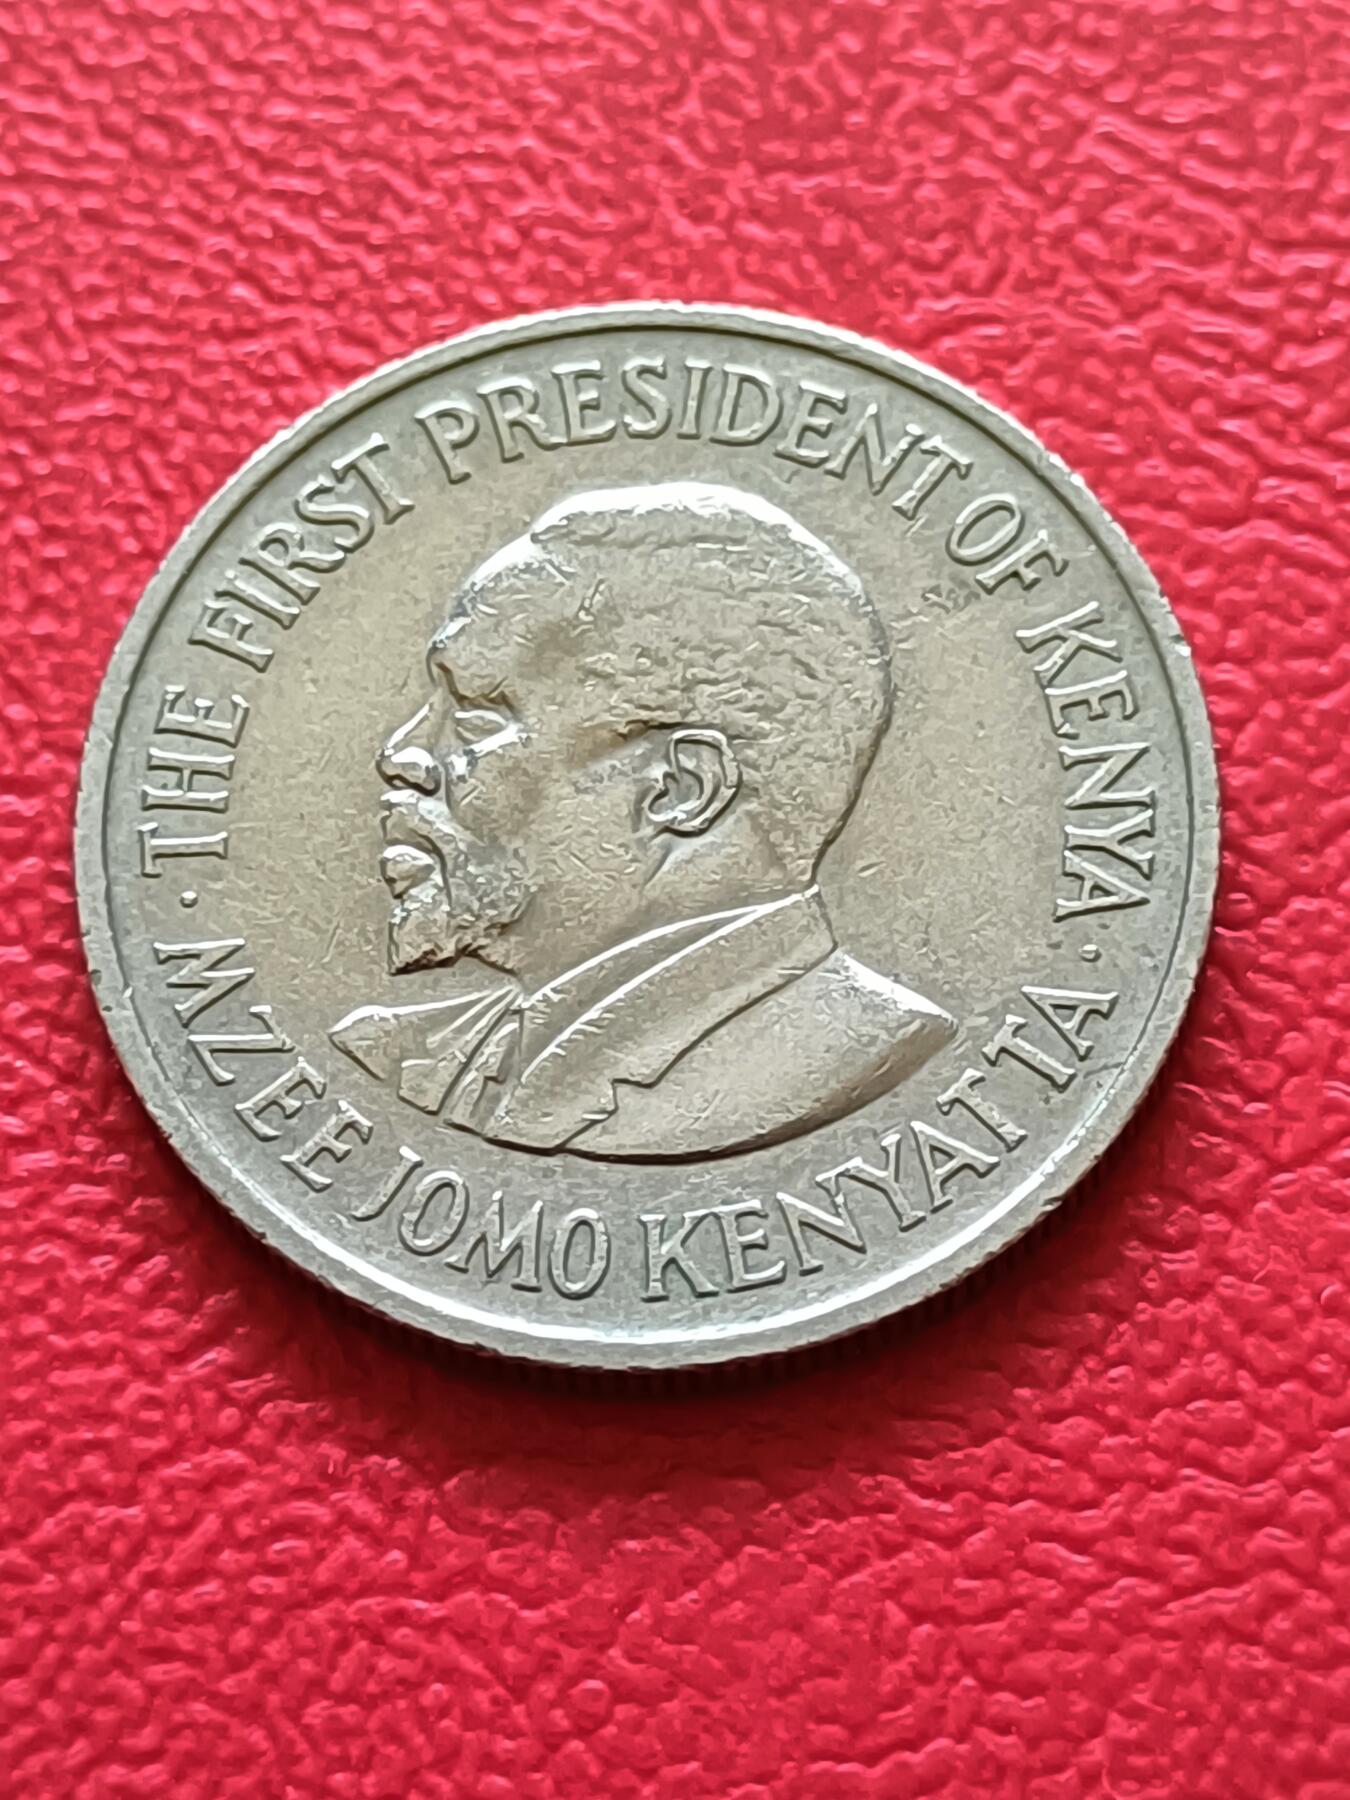 · THE FIRST PRESIDENT OF KENYA ·
MZEE JOMO KENYATTA